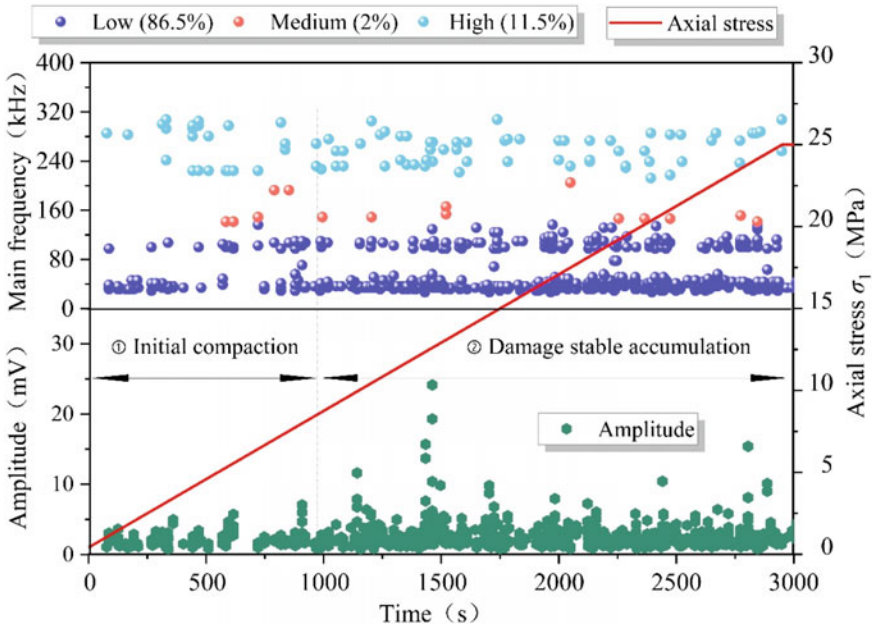 Low (86.5%) Medium (2%) High (11.5%) Axial stress
400
320
240
160
80
0
Main frequency (kHz)
30
20
10
0
Amplitude (mV)
30
25
20
15
10
5
0
Axial stress σ1 (MPa)
① Initial compaction
② Damage stable accumulation
Amplitude
0 500 1000 1500 2000 2500 3000
Time (s)